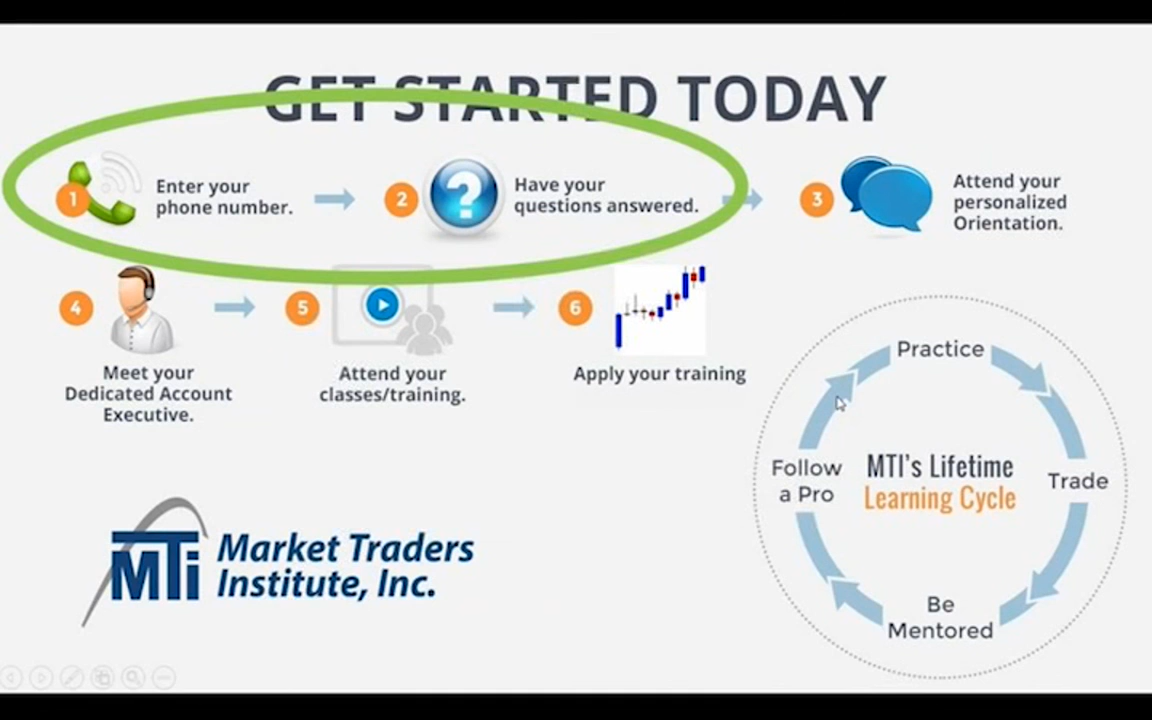 GET STARTED TODAY
1
Enter your
phone number.
2
?
Have your
questions answered.
3
Attend your
personalized
Orientation.
4
Meet your
Dedicated Account
Executive.
5
Attend your
classes/training.
6
Apply your training
Practice
Trade
Be
Mentored
Follow
a Pro
MTI's Lifetime
Learning Cycle
MTi
Market Traders
Institute, Inc.